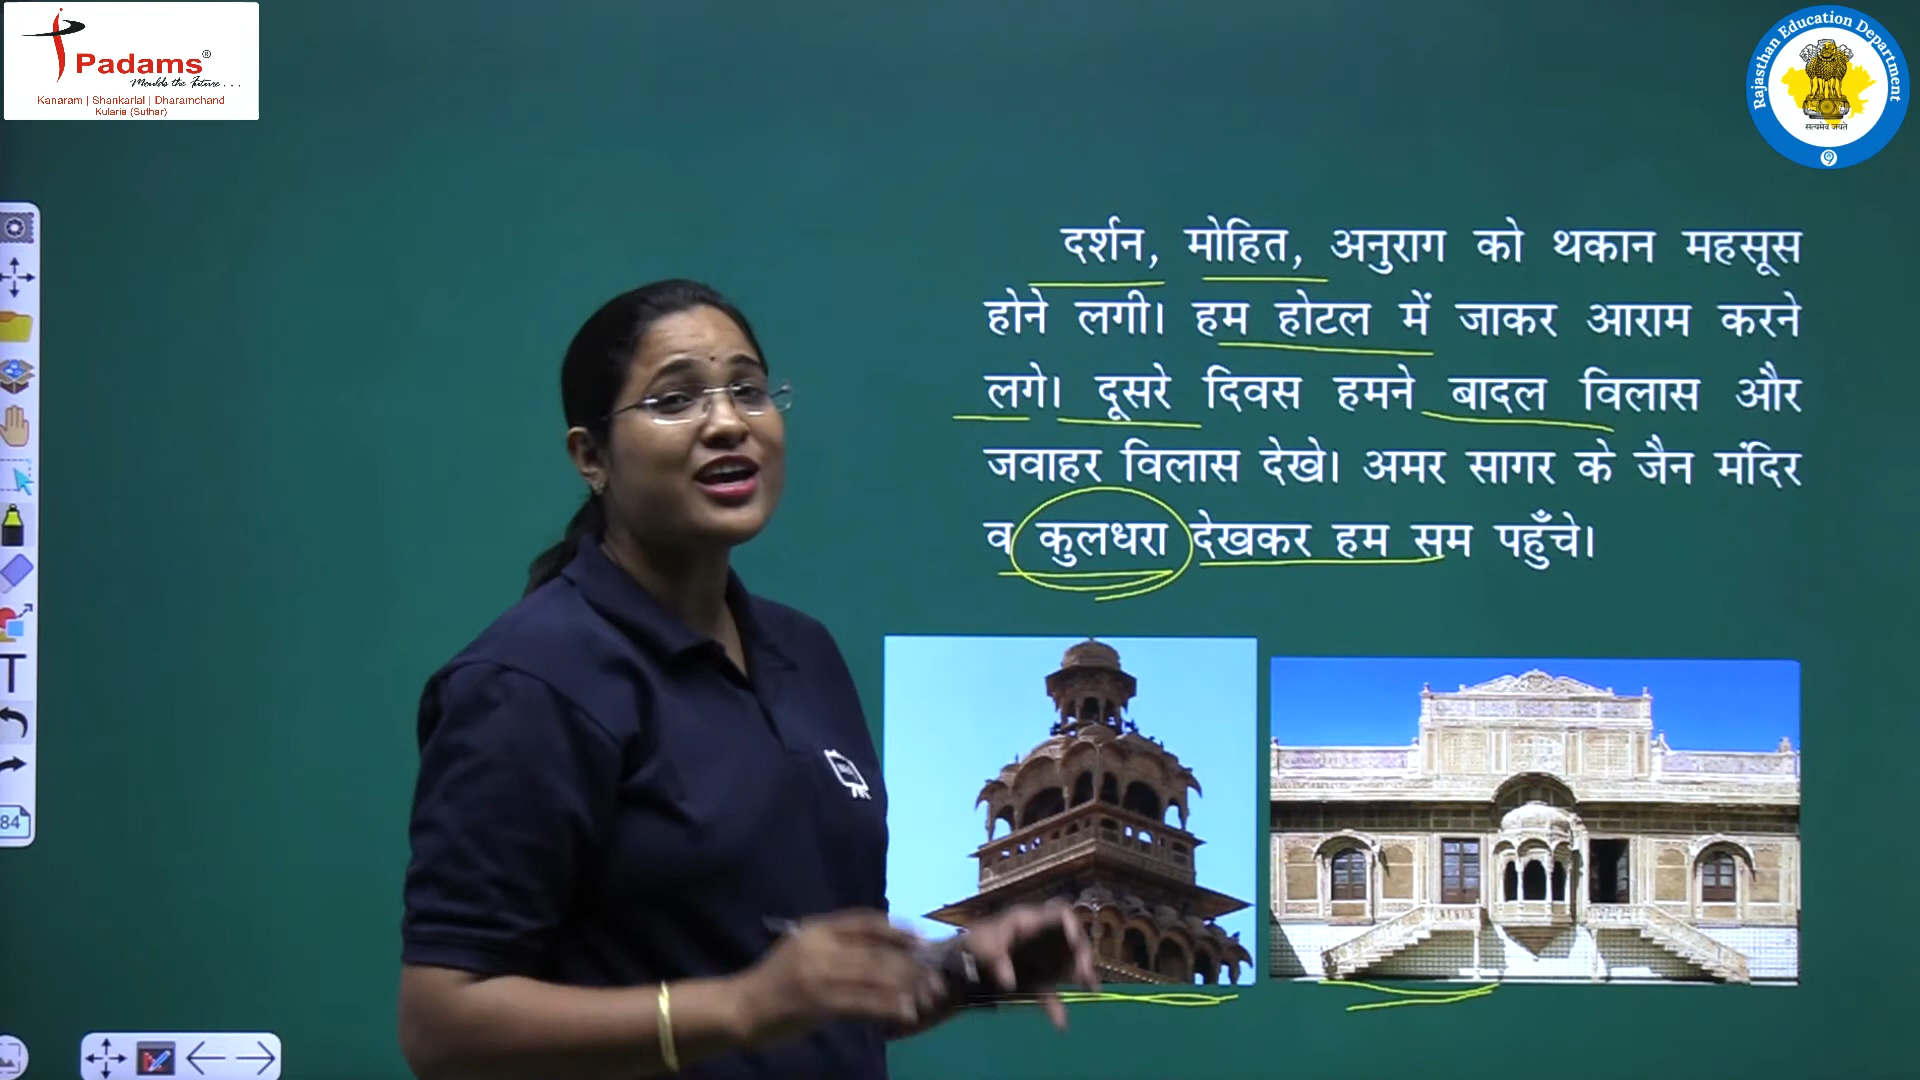 Padams®
Moulds the Future . . .
Kanaram | Shankarlal | Dharamchand
Kularia (Suthar)
Rajasthan Education Department
सत्यमेव जयते
दर्शन, मोहित, अनुराग को थकान महसूस
होने लगी। हम होटल में जाकर आराम करने
लगे। दूसरे दिवस हमने बादल विलास और
जवाहर विलास देखे। अमर सागर के जैन मंदिर
व कुलधरा देखकर हम सम पहुँचे।
T
84